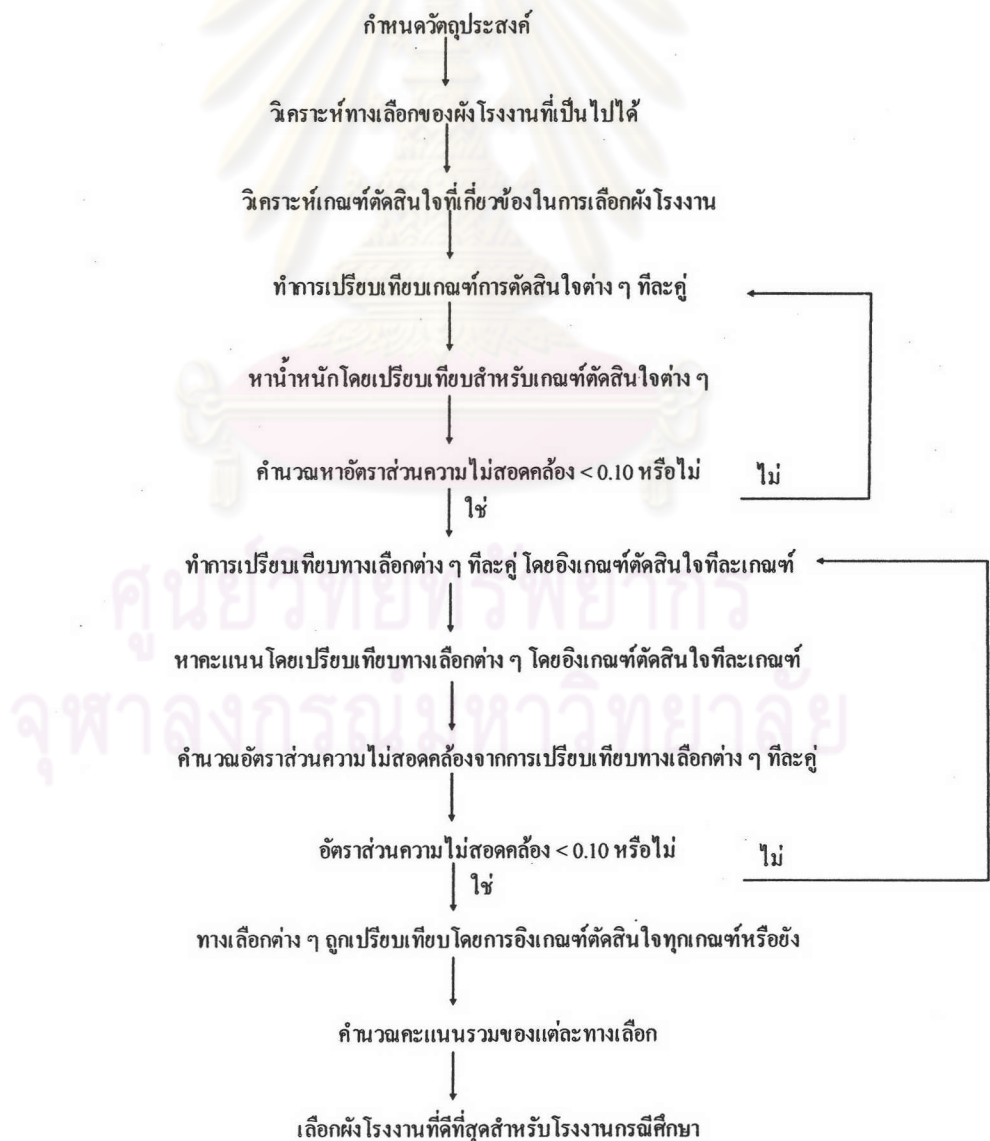 กำหนดวัตถุประสงค์
วิเคราะห์ทางเลือกของผังโรงงานที่เป็นไปได้
วิเคราะห์เกณฑ์ตัดสินใจที่เกี่ยวข้องในการเลือกผังโรงงาน
ทำการเปรียบเทียบเกณฑ์การตัดสินใจต่าง ๆ ทีละคู่
หาน้ำหนักโดยเปรียบเทียบสำหรับเกณฑ์ตัดสินใจต่าง ๆ
คำนวณหาอัตราส่วนความไม่สอดคล้อง < 0.10 หรือไม่ ไม่
ใช่
ทำการเปรียบเทียบทางเลือกต่าง ๆ ทีละคู่ โดยอิงเกณฑ์ตัดสินใจทีละเกณฑ์
ศูนย์วิทยทรัพยากร
หาคะแนนโดยเปรียบเทียบทางเลือกต่าง ๆ โดยอิงเกณฑ์ตัดสินใจทีละเกณฑ์
จุฬาลงกรณ์มหาวิทยาลัย
คำนวณอัตราส่วนความไม่สอดคล้องจากการเปรียบเทียบทางเลือกต่าง ๆ ทีละคู่
อัตราส่วนความไม่สอดคล้อง < 0.10 หรือไม่ ไม่
ใช่
ทางเลือกต่าง ๆ ถูกเปรียบเทียบโดยการอิงเกณฑ์ตัดสินใจทุกเกณฑ์หรือยัง
คำนวณคะแนนรวมของแต่ละทางเลือก
เลือกผังโรงงานที่ดีที่สุดสำหรับโรงงานกรณีศึกษา